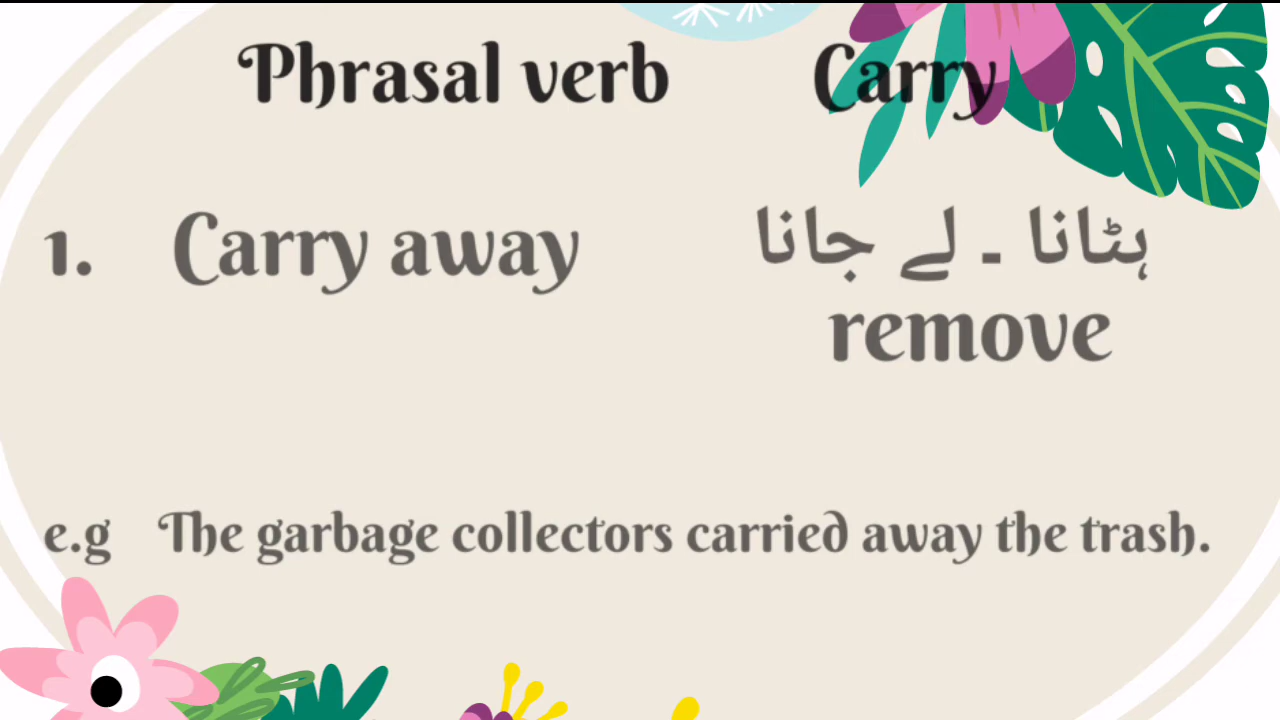 Phrasal verb Carry
1. Carry away ہٹانا ۔ لے جانا
remove
e.g The garbage collectors carried away the trash.